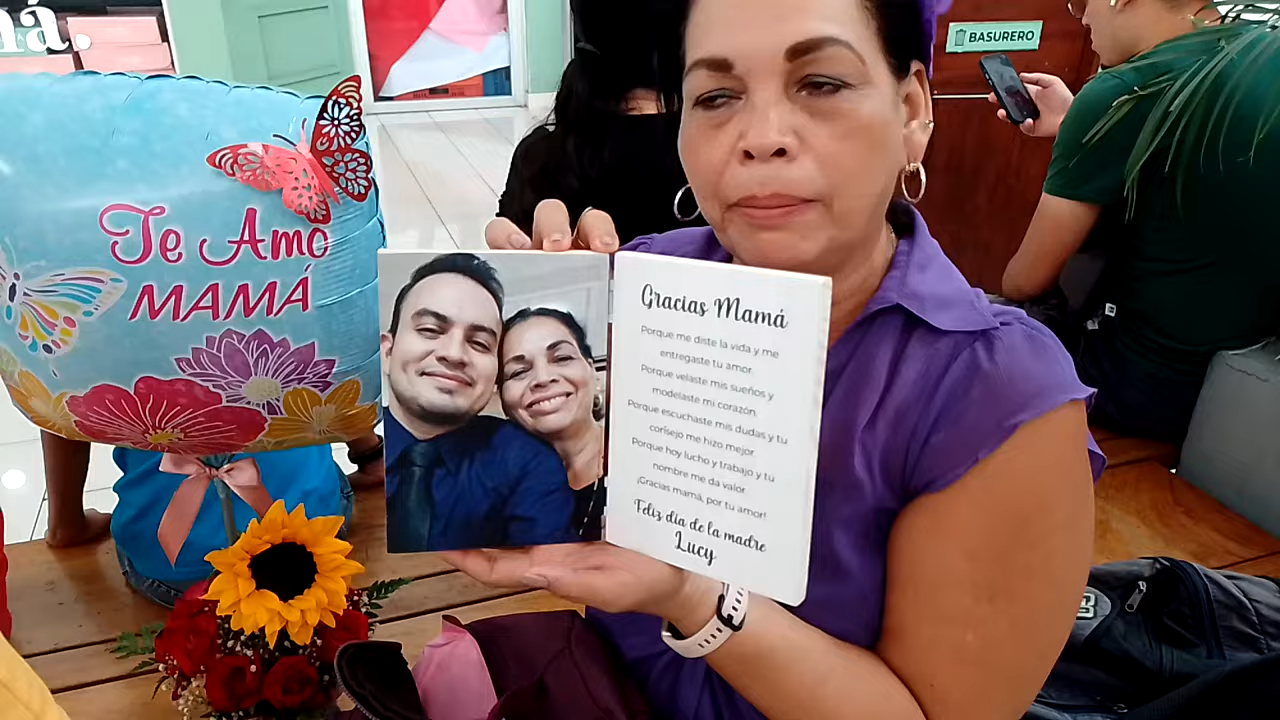 má.
BASURERO
Te Amo
MAMÁ
Gracias Mamá
Porque me diste la vida y me
entregaste tu amor.
Porque velaste mis sueños y
modelaste mi corazón.
Porque escuchaste mis dudas y tu
consejo me hizo mejor.
Porque hoy lucho y trabajo y tu
nombre me da valor.
¡Gracias mamá, por tu amor!
Feliz día de la madre
Lucy